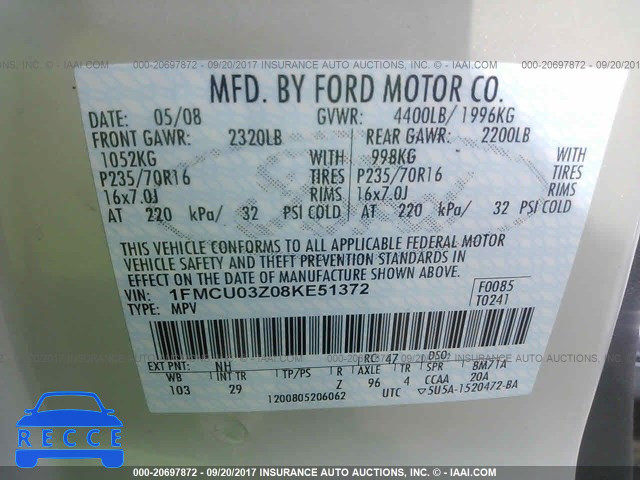 000-20697872 - 09/20/2017 - INSURANCE AUTO AUCTIONS, INC. - © IAAI.COM
MFD. BY FORD MOTOR CO.
DATE: 05/08 GVWR: 4400LB/1996KG
FRONT GAWR: 2320LB REAR GAWR: 2200LB
1052KG WITH 998KG WITH
P235/70R16 TIRES P235/70R16 TIRES
16x7.0J RIMS 16x7.0J RIMS
AT 220 kPa/ 32 PSI COLD AT 220 kPa/ 32 PSI COLD
THIS VEHICLE CONFORMS TO ALL APPLICABLE FEDERAL MOTOR
VEHICLE SAFETY AND THEFT PREVENTION STANDARDS IN
EFFECT ON THE DATE OF MANUFACTURE SHOWN ABOVE.
VIN: 1FMCU03Z08KE51372 F0085
TYPE: MPV T0241
EXT PNT: NH RC: 47 DSO:
WB INT TR TP/PS R AXLE TR SPR BM7TA
103 29 Z 96 4 CCAA 20A
1200805206062 UTC ▽5U5A-1520472-BA
RECCE
000-20697872 - 09/20/2017 - INSURANCE AUTO AUCTIONS, INC. - © IAAI.COM